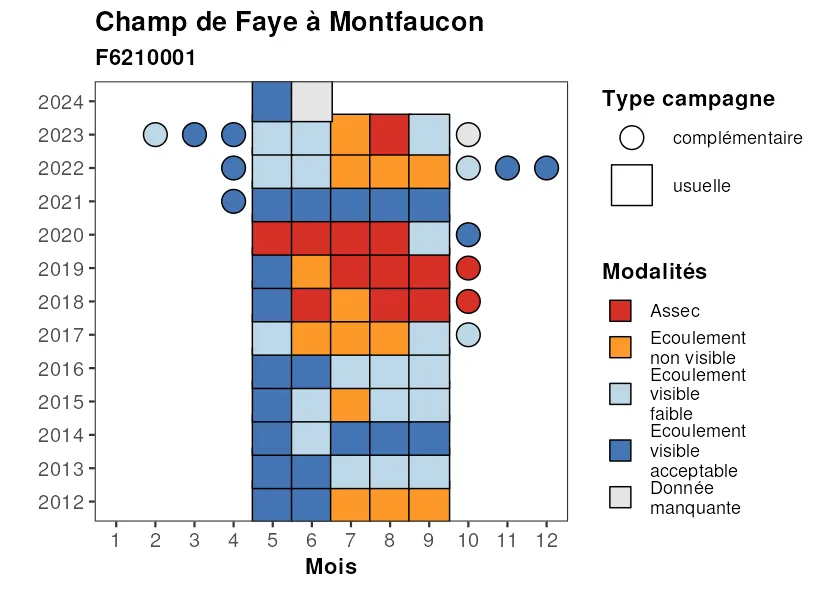 Champ de Faye à Montfaucon
F6210001
2024
2023
2022
2021
2020
2019
2018
2017
2016
2015
2014
2013
2012
1 2 3 4 5 6 7 8 9 10 11 12
Mois
Type campagne
complémentaire
usuelle
Modalités
Assec
Ecoulement
non visible
Ecoulement
visible
faible
Ecoulement
visible
acceptable
Donnée
manquante